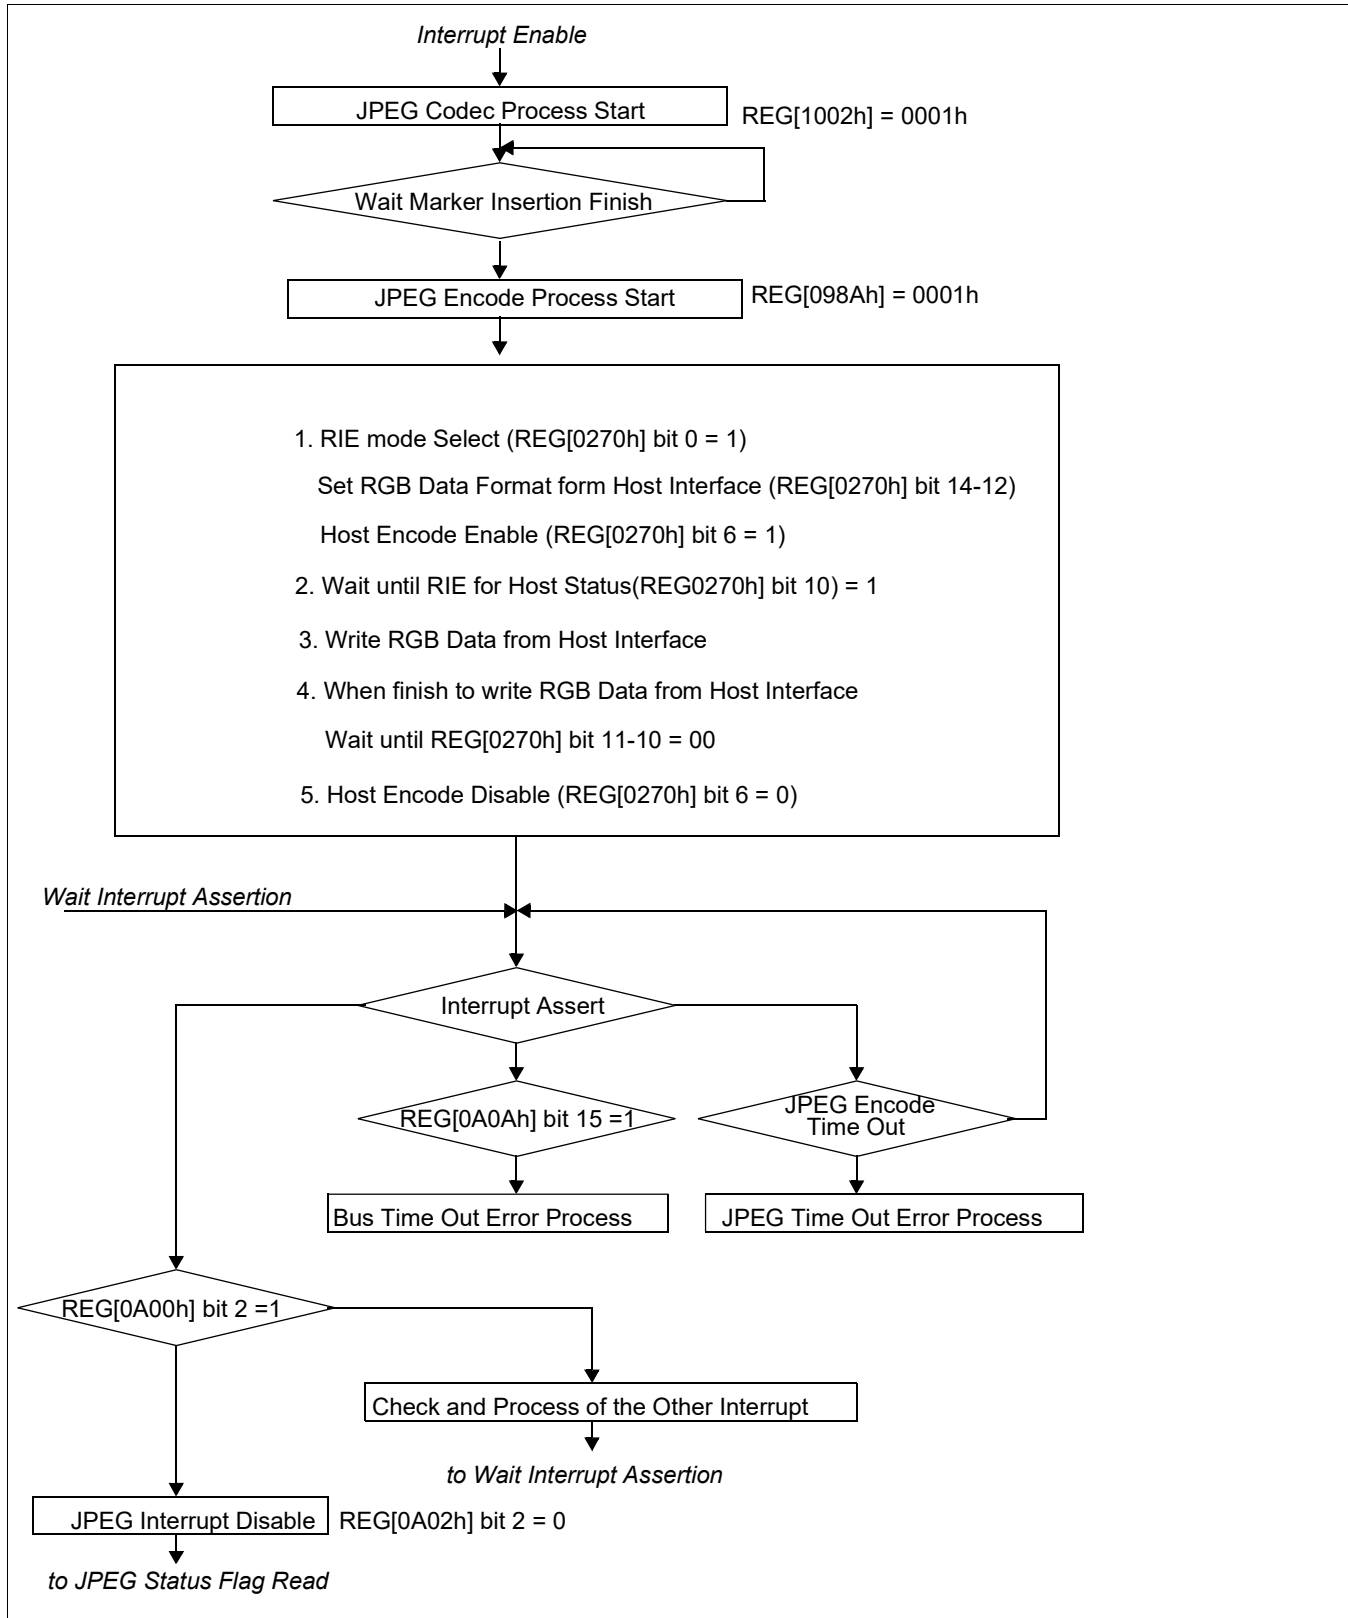 Interrupt Enable
JPEG Codec Process Start
REG[1002h] = 0001h
Wait Marker Insertion Finish
JPEG Encode Process Start
REG[098Ah] = 0001h
1. RIE mode Select (REG[0270h] bit 0 = 1)
Set RGB Data Format form Host Interface (REG[0270h] bit 14-12)
Host Encode Enable (REG[0270h] bit 6 = 1)
2. Wait until RIE for Host Status(REG0270h] bit 10) = 1
3. Write RGB Data from Host Interface
4. When finish to write RGB Data from Host Interface
Wait until REG[0270h] bit 11-10 = 00
5. Host Encode Disable (REG[0270h] bit 6 = 0)
Wait Interrupt Assertion
Interrupt Assert
REG[0A0Ah] bit 15 =1
JPEG Encode
Time Out
Bus Time Out Error Process
JPEG Time Out Error Process
REG[0A00h] bit 2 =1
Check and Process of the Other Interrupt
to Wait Interrupt Assertion
JPEG Interrupt Disable
REG[0A02h] bit 2 = 0
to JPEG Status Flag Read